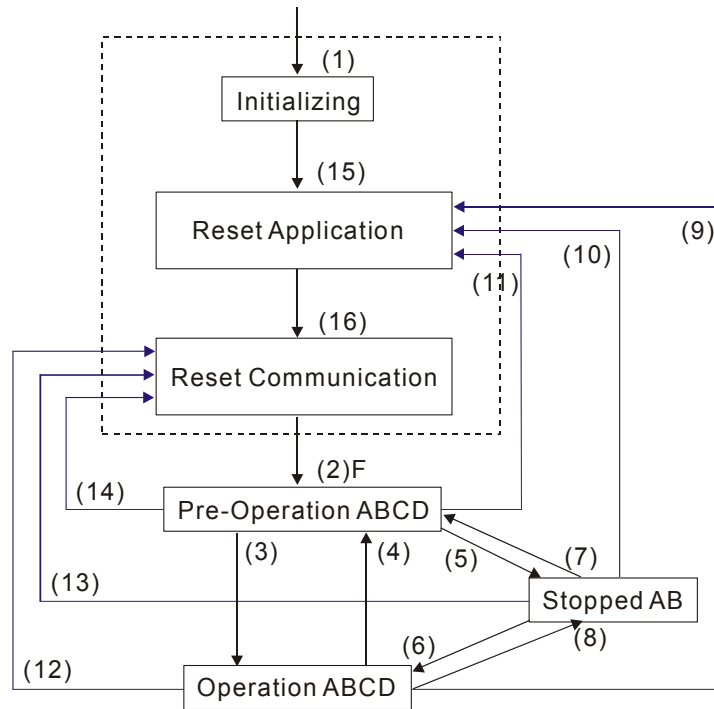 (1)
Initializing
(15)
Reset Application
(9)
(10)
(11)
(16)
Reset Communication
(2)F
(14)
Pre-Operation ABCD
(3)
(4)
(5)
(7)
(13)
Stopped AB
(6)
(8)
(12)
Operation ABCD